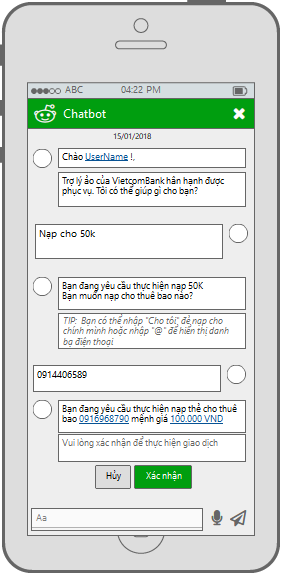 ABC 04:22 PM
Chatbot
15/01/2018
Chào UserName !,
Trợ lý ảo của VietcomBank hân hạnh được
phục vụ. Tôi có thể giúp gì cho bạn?
Nạp cho 50k
Bạn đang yêu cầu thực hiện nạp 50K
Bạn muốn nạp cho thuê bao nào?
TIP: Bạn có thể nhập "Cho tôi" để nạp cho
chính mình hoặc nhập "@" để hiển thị danh
bạ điện thoại
0914406589
Bạn đang yêu cầu thực hiện nạp thẻ cho thuê
bao 0916968790 mệnh giá 100.000 VND
Vui lòng xác nhận để thực hiện giao dịch
Hủy Xác nhận
Aa